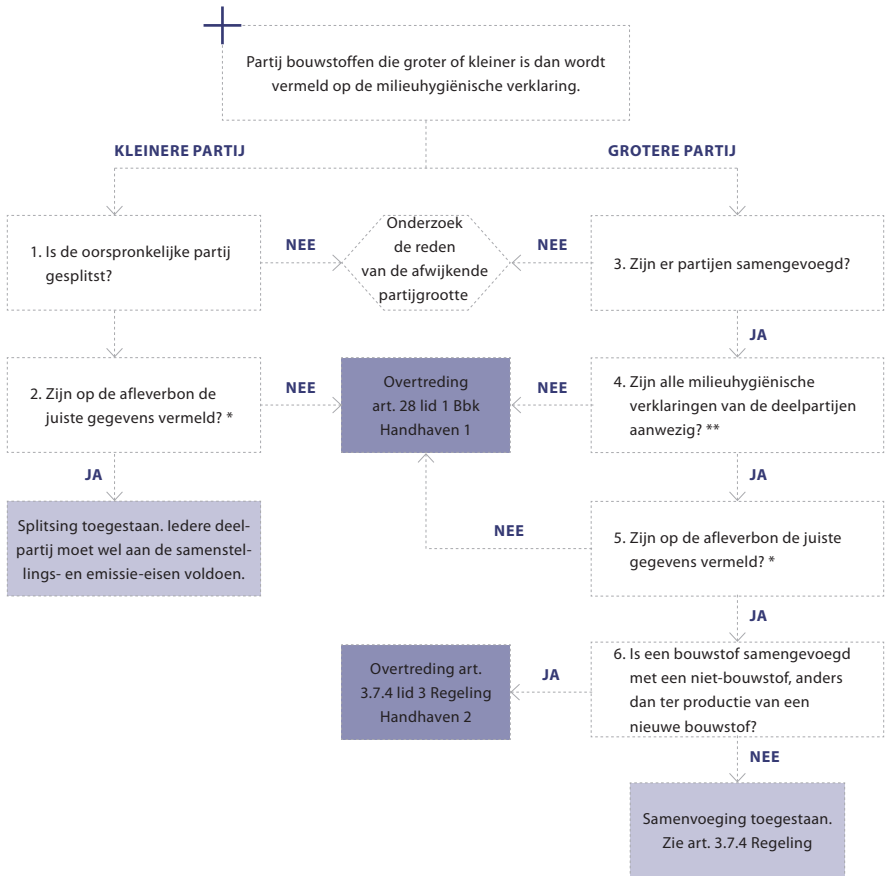 Partij bouwstoffen die groter of kleiner is dan wordt
vermeld op de milieuhygiënische verklaring.
KLEINERE PARTIJ
GROTERE PARTIJ
1. Is de oorspronkelijke partij
gesplitst?
NEE
Onderzoek
de reden
van de afwijkende
partijgrootte
NEE
3. Zijn er partijen samengevoegd?
JA
2. Zijn op de afleverbon de
juiste gegevens vermeld? *
NEE
Overtreding
art. 28 lid 1 Bbk
Handhaven 1
NEE
4. Zijn alle milieuhygiënische
verklaringen van de deelpartijen
aanwezig? **
JA
JA
Splitsing toegestaan. Iedere deel-
partij moet wel aan de samenstel-
lings- en emissie-eisen voldoen.
NEE
5. Zijn op de afleverbon de juiste
gegevens vermeld? *
JA
Overtreding art.
3.7.4 lid 3 Regeling
Handhaven 2
JA
6. Is een bouwstof samengevoegd
met een niet-bouwstof, anders
dan ter productie van een
nieuwe bouwstof?
NEE
Samenvoeging toegestaan.
Zie art. 3.7.4 Regeling